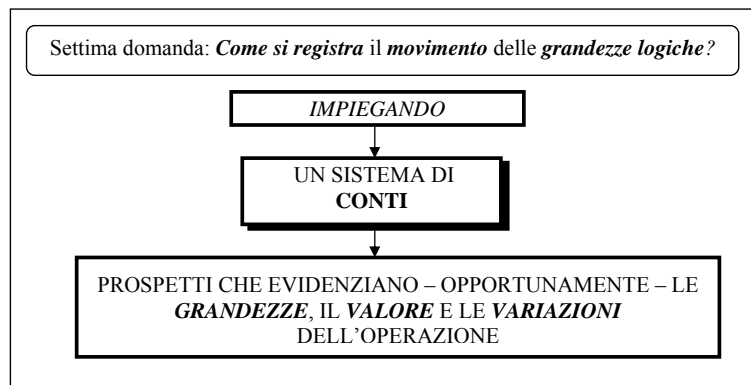 Settima domanda: Come si registra il movimento delle grandezze logiche?
IMPIEGANDO
UN SISTEMA DI
CONTI
PROSPETTI CHE EVIDENZIANO – OPPORTUNAMENTE – LE
GRANDEZZE, IL VALORE E LE VARIAZIONI
DELL’OPERAZIONE